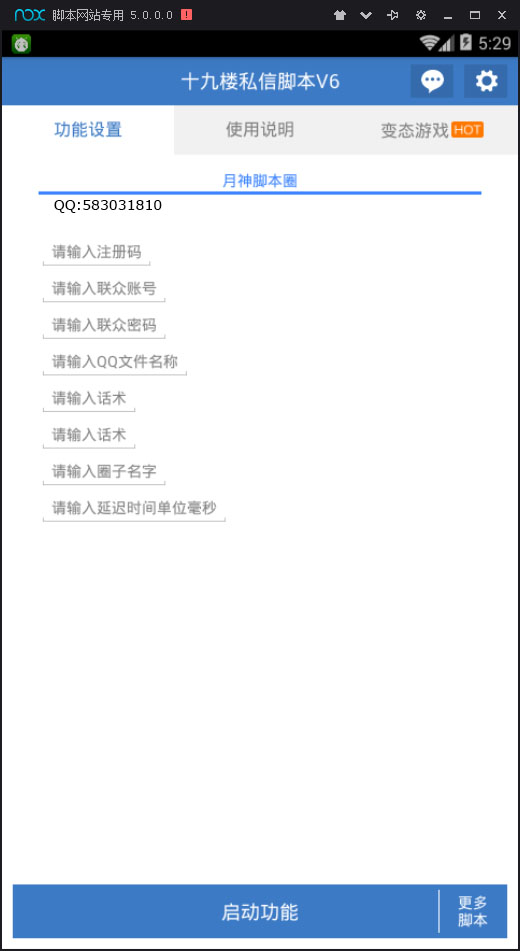 nox 脚本网站专用 5.0.0.0
5:29
十九楼私信脚本V6
功能设置 使用说明 变态游戏 HOT
月神脚本圈
QQ:583031810
请输入注册码
请输入联众账号
请输入联众密码
请输入QQ文件名称
请输入话术
请输入话术
请输入圈子名字
请输入延迟时间单位毫秒
启动功能 更多
脚本